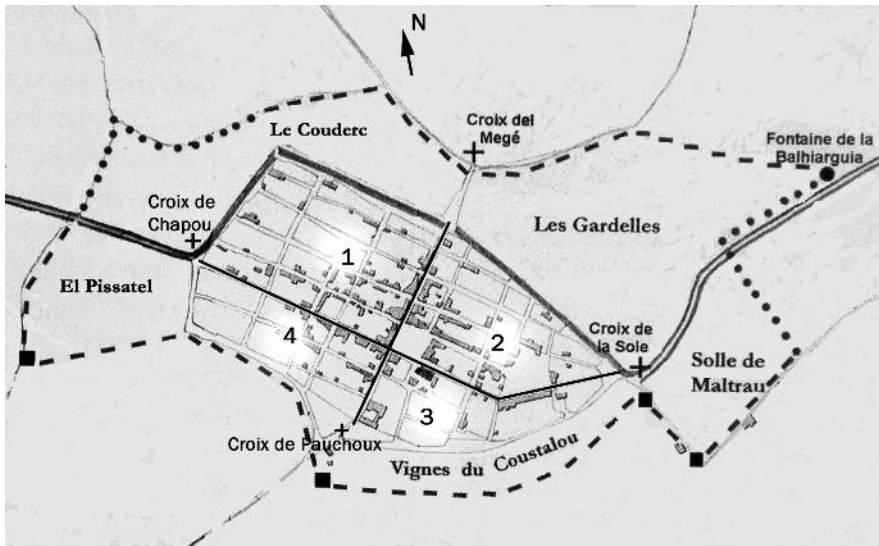 N
Croix del
Megé
Le Couderc
Fontaine de la
Balhiarguia
Croix de
Chapou
Les Gardelles
1
El Pissatel
4
2
Croix de
la Sole
Solle de
Maltrau
3
Croix de Pauchoux
Vignes du Coustalou